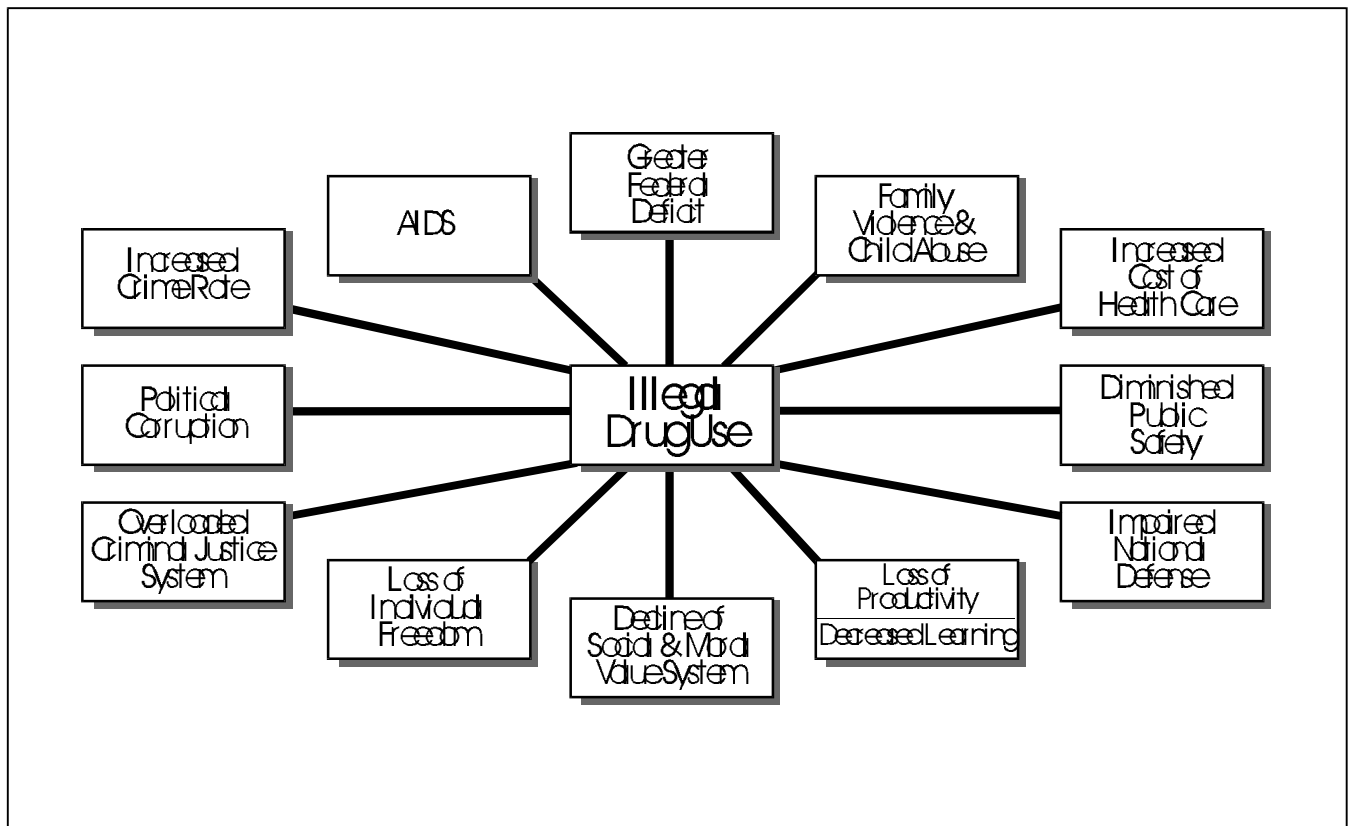 Greater
Federal
Deficit
AIDS
Family
Violence &
Child Abuse
Increased
Crime Rate
Increased
Cost of
Health Care
Political
Corruption
Illegal
Drug Use
Diminished
Public
Safety
Overloaded
Criminal Justice
System
Impaired
National
Defense
Loss of
Individual
Freedom
Decline of
Social & Moral
Value System
Loss of
Productivity
Decreased Learning